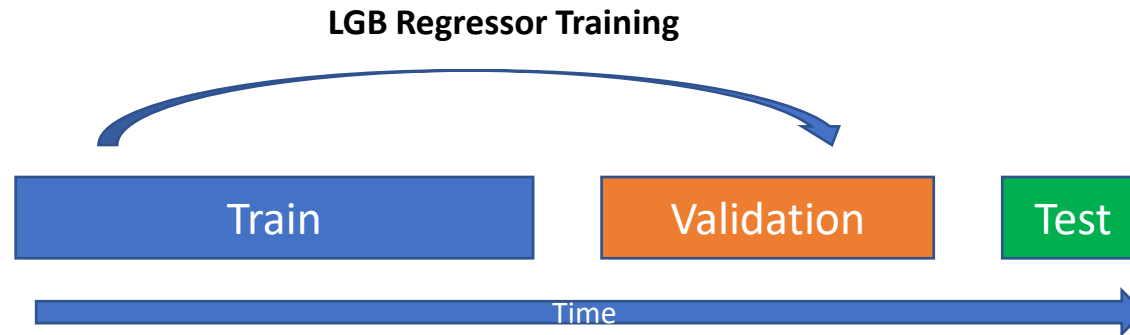 LGB Regressor Training
Train
Validation
Test
Time